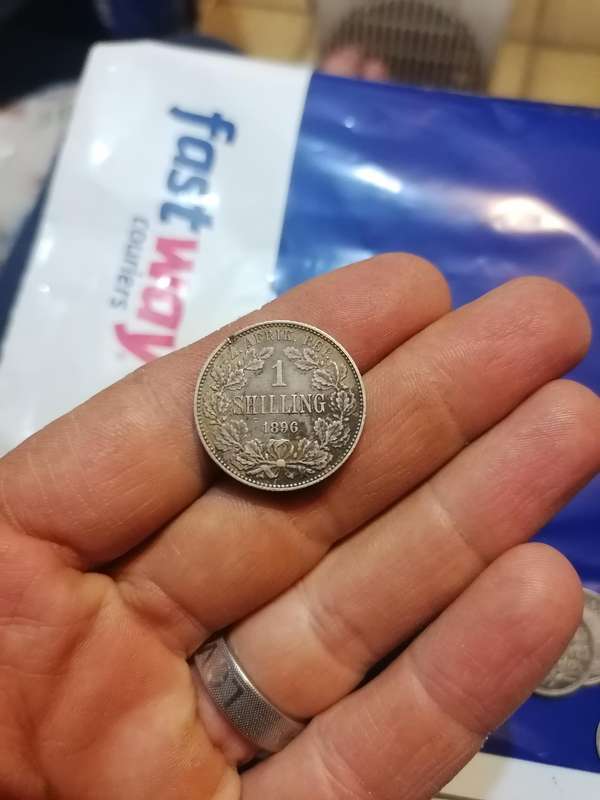 fastway
couriers
Z. AFRIK. REP.
1
SHILLING
1896
L